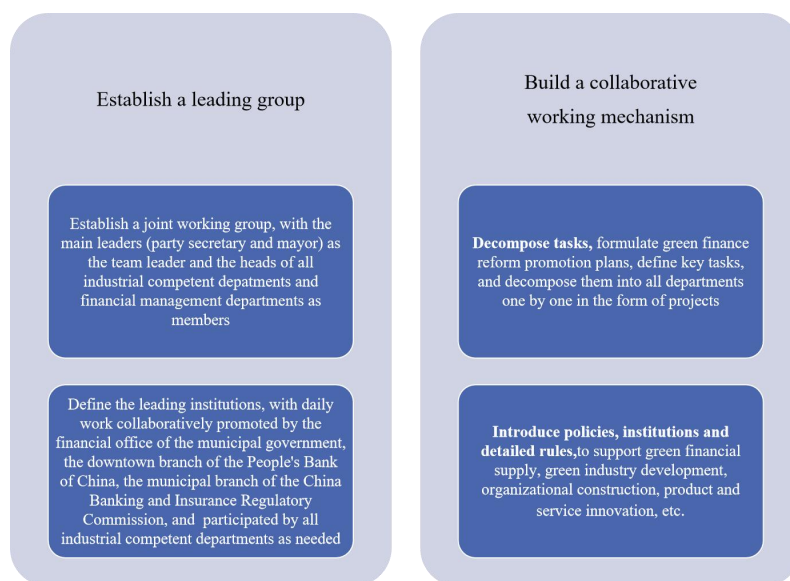 Establish a leading group
Establish a joint working group, with the
main leaders (party secretary and mayor) as
the team leader and the heads of all
industrial competent depatments and
financial management departments as
members
Define the leading institutions, with daily
work collaboratively promoted by the
financial office of the municipal government,
the downtown branch of the People's Bank
of China, the municipal branch of the China
Banking and Insurance Regulatory
Commission, and participated by all
industrial competent departments as needed
Build a collaborative
working mechanism
Decompose tasks, formulate green finance
reform promotion plans, define key tasks,
and decompose them into all departments
one by one in the form of projects
Introduce policies, institutions and
detailed rules,to support green financial
supply, green industry development,
organizational construction, product and
service innovation, etc.